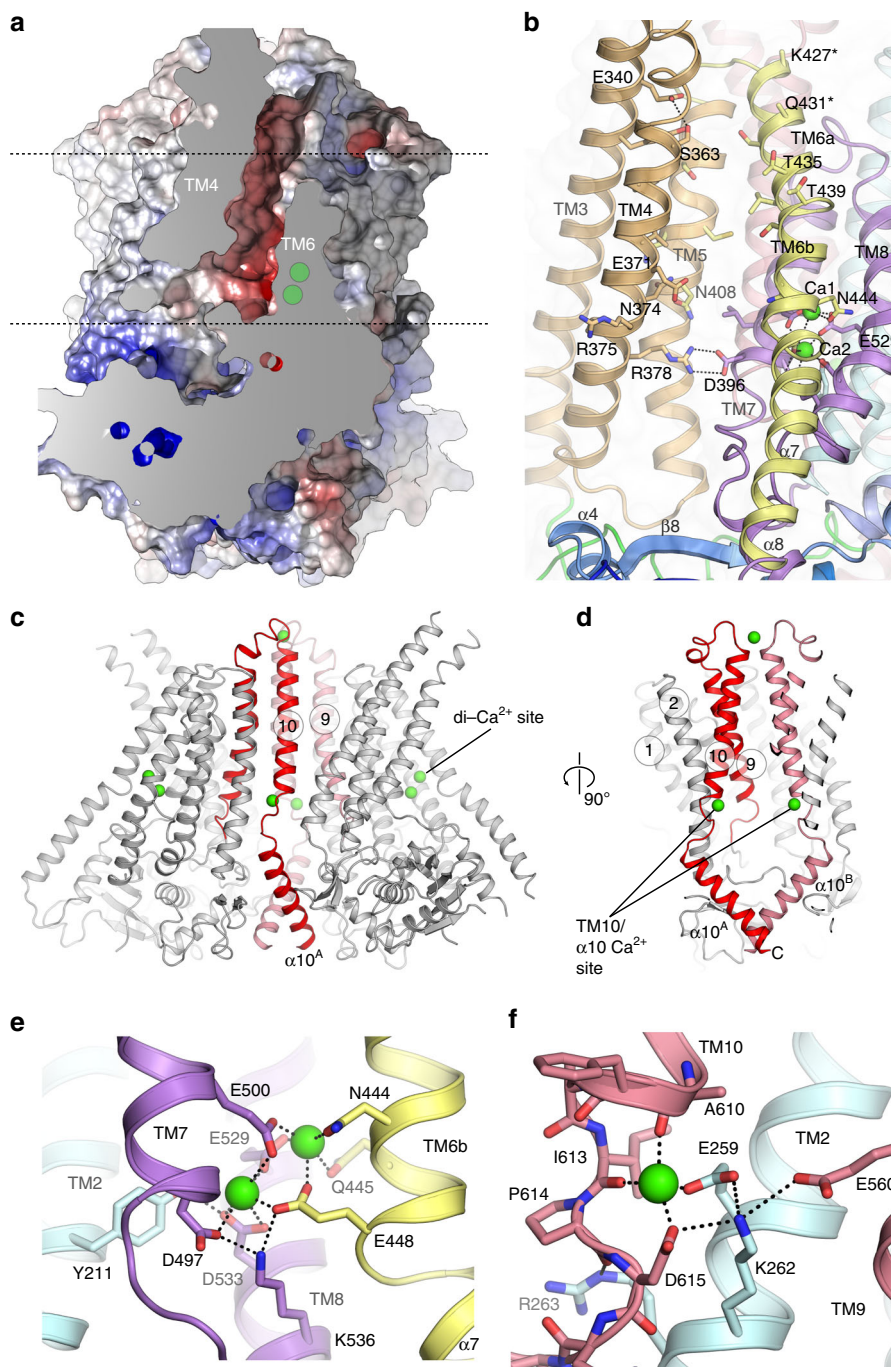 a
TM4
TM6
b
K427*
E340
Q431*
TM6a
S363
T435
T439
TM3
TM4
TM6b
TM8
TM5
E371
Ca1
N408
N444
N374
E529
R375
Ca2
R378
D396
TM7
α7
α4
β8
α8
c
10
9
di–Ca2+ site
α10A
d
2
1
10
9
90°
α10B
α10A
TM10/
α10 Ca2+
site
C
e
E500
N444
TM7
E529
TM6b
TM2
Q445
E448
Y211
D497
D533
TM8
K536
α7
f
TM10
A610
E259
TM2
I613
P614
E560
D615
K262
R263
TM9